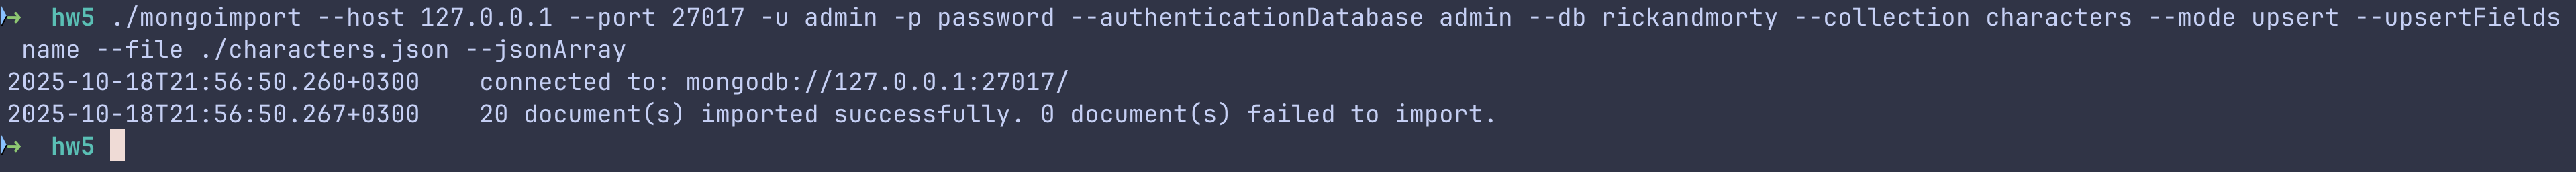 ➜  hw5 ./mongoimport --host 127.0.0.1 --port 27017 -u admin -p password --authenticationDatabase admin --db rickandmorty --collection characters --mode upsert --upsertFields
name --file ./characters.json --jsonArray
2025-10-18T21:56:50.260+0300    connected to: mongodb://127.0.0.1:27017/
2025-10-18T21:56:50.267+0300    20 document(s) imported successfully. 0 document(s) failed to import.
➜  hw5